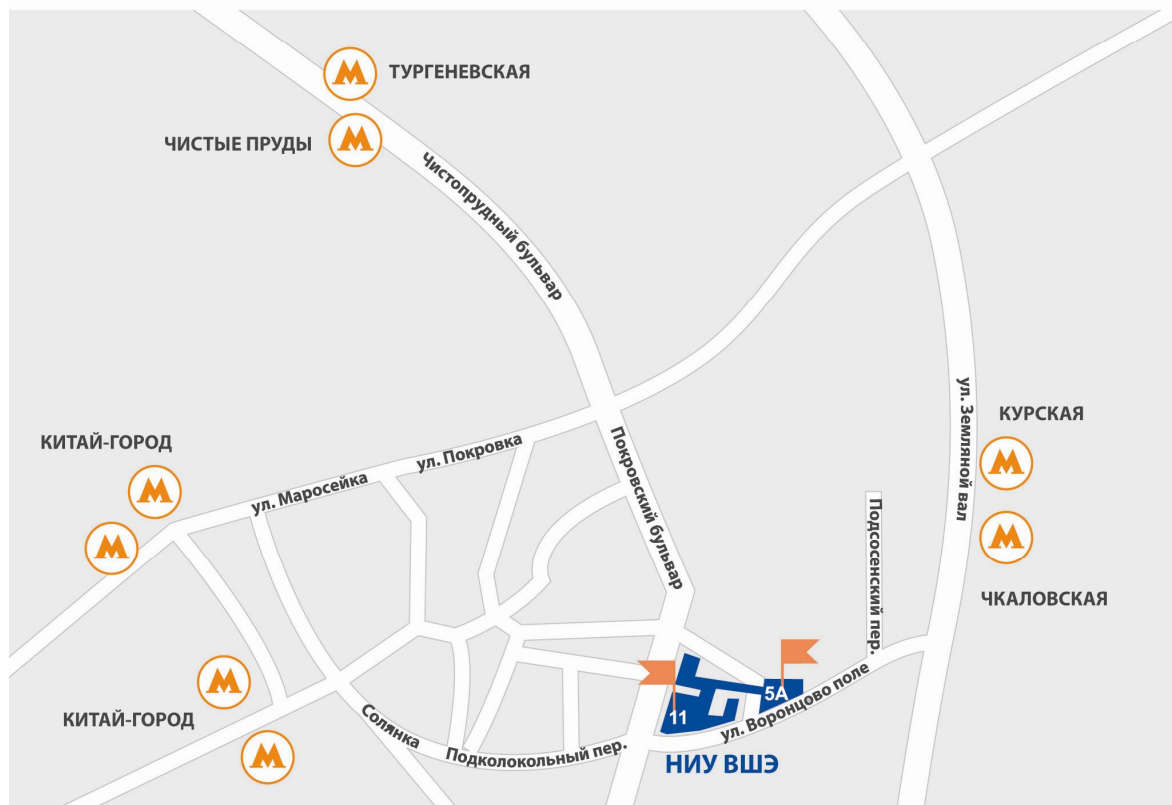 ТУРГЕНЕВСКАЯ
ЧИСТЫЕ ПРУДЫ
Чистопрудный бульвар
КУРСКАЯ
ул. Земляной вал
КИТАЙ-ГОРОД
ул. Покровка
ул. Маросейка
Покровский бульвар
Подсосенский пер.
ЧКАЛОВСКАЯ
5А
11
КИТАЙ-ГОРОД
Солянка
Подколокольный пер.
ул. Воронцово поле
НИУ ВШЭ